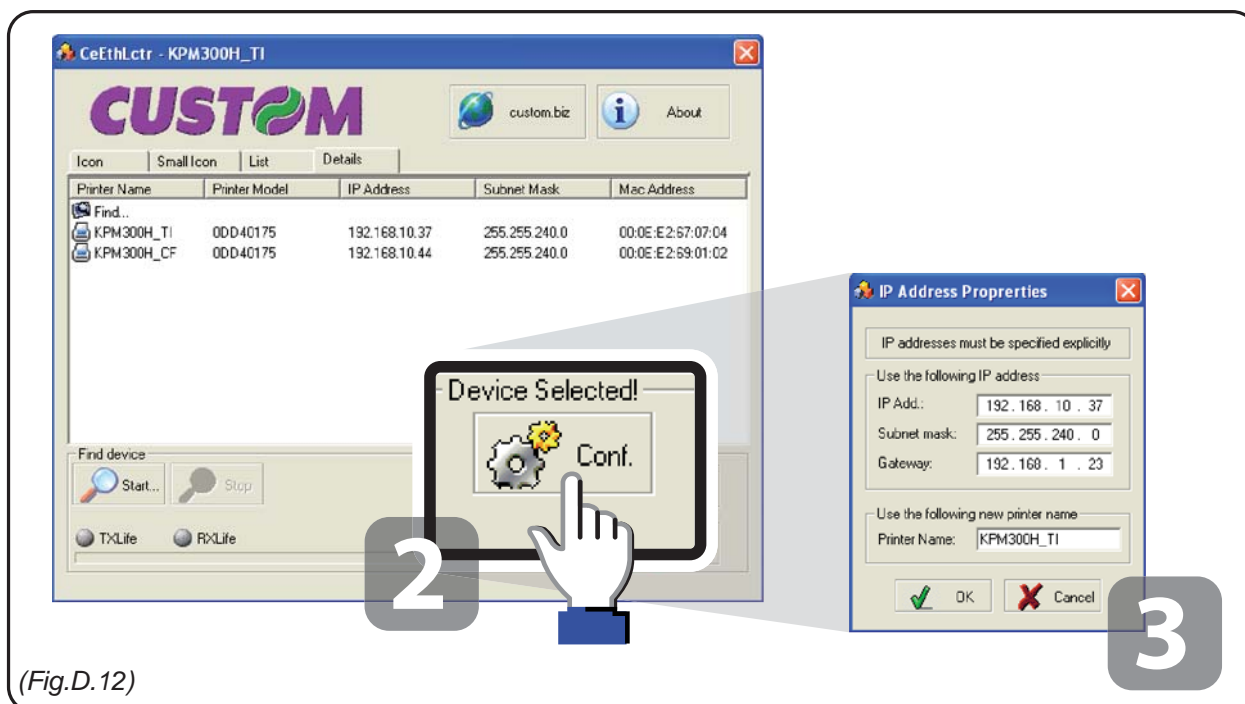 CeEthLctr - KPM300H_TI
CUSTOM
custom.biz
About
Icon Small Icon List Details
Printer Name Printer Model IP Address Subnet Mask Mac Address
Find...
KPM300H_TI 0DD40175 192.168.10.37 255.255.240.0 00:0E:E2:67:07:04
KPM300H_CF 0DD40175 192.168.10.44 255.255.240.0 00:0E:E2:69:01:02
Find device
Start... Stop
TXLife RXLife
Device Selected!
Conf.
2
IP Address Proprerties
IP addresses must be specified explicitly
Use the following IP address
IP Add.: 192 . 168 . 10 . 37
Subnet mask: 255 . 255 . 240 . 0
Gateway: 192 . 168 . 1 . 23
Use the following new printer name
Printer Name: KPM300H_TI
OK Cancel
3
(Fig.D.12)